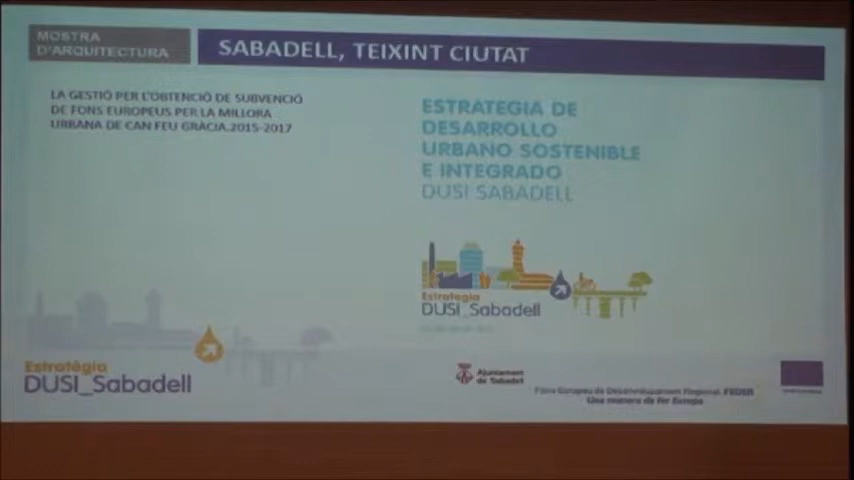 MOSTRA
D'ARQUITECTURA
SABADELL, TEIXINT CIUTAT
LA GESTIÓ PER L'OBTENCIÓ DE SUBVENCIÓ
DE FONS EUROPEUS PER LA MILLORA
URBANA DE CAN FEU GRÀCIA.2015-2017
ESTRATEGIA DE
DESARROLLO
URBANO SOSTENIBLE
E INTEGRADO
DUSI SABADELL
Estrategia
DUSI_Sabadell
Estratègia
DUSI_Sabadell
Ajuntament
de Sabadell
Fons Europeu de Desenvolupament Regional. FEDER
Una manera de fer Europa